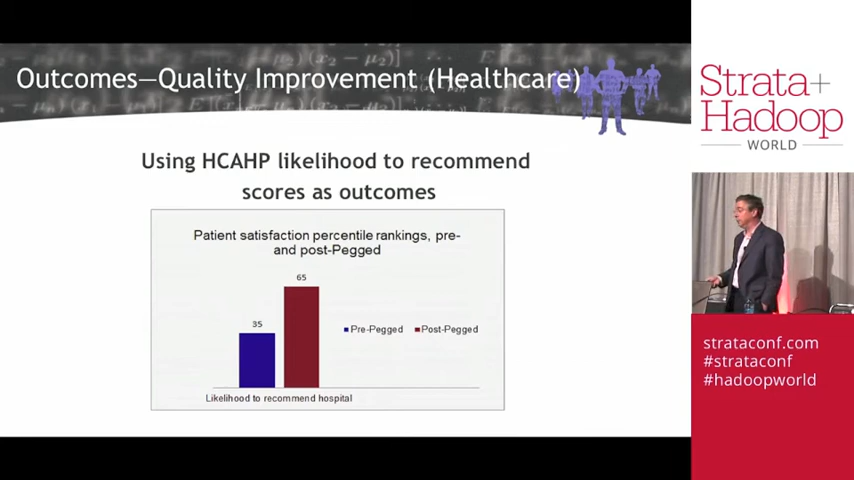 Outcomes—Quality Improvement (Healthcare)
Using HCAHP likelihood to recommend
scores as outcomes
Patient satisfaction percentile rankings, pre-
and post-Pegged
35
65
Pre-Pegged
Post-Pegged
Likelihood to recommend hospital
Strata+
Hadoop
WORLD
strataconf.com
#strataconf
#hadoopworld